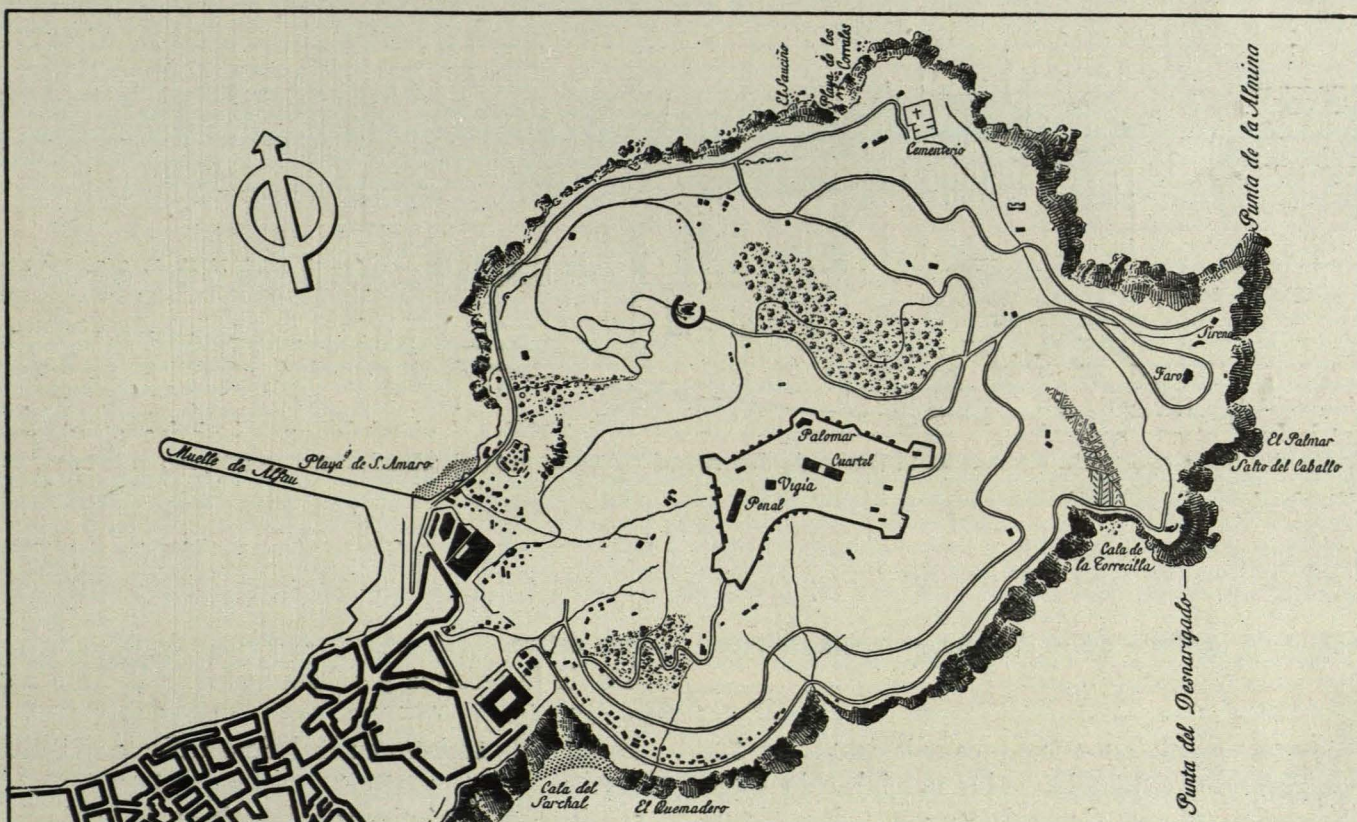 El Sauciño
Playa de los
Corrales
Punta de la Almina
Cementerio
Sirena
Faro
El Palmar
Salto del Caballo
Muelle de Alfau
Playa de S. Amaro
Palomar
Cuartel
Vigia
Penal
Cala de
la Torrecilla
Punta del Desnarigado
Cala del
Sarchal
El Quemadero